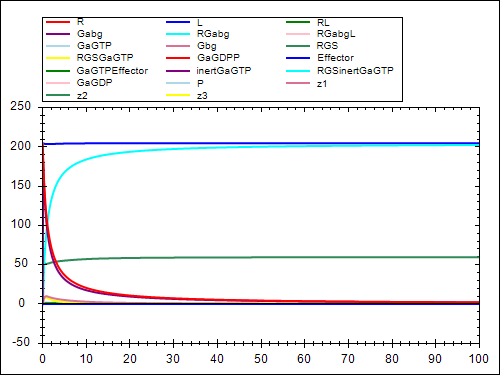 R L RL
Gabg RGabg RGabgL
GaGTP Gbg RGS
RGSGaGTP GaGDPP Effector
GaGTPEffector inertGaGTP RGSinertGaGTP
GaGDP P z1
z2 z3
250
200
150
100
50
0
-50
0 10 20 30 40 50 60 70 80 90 100